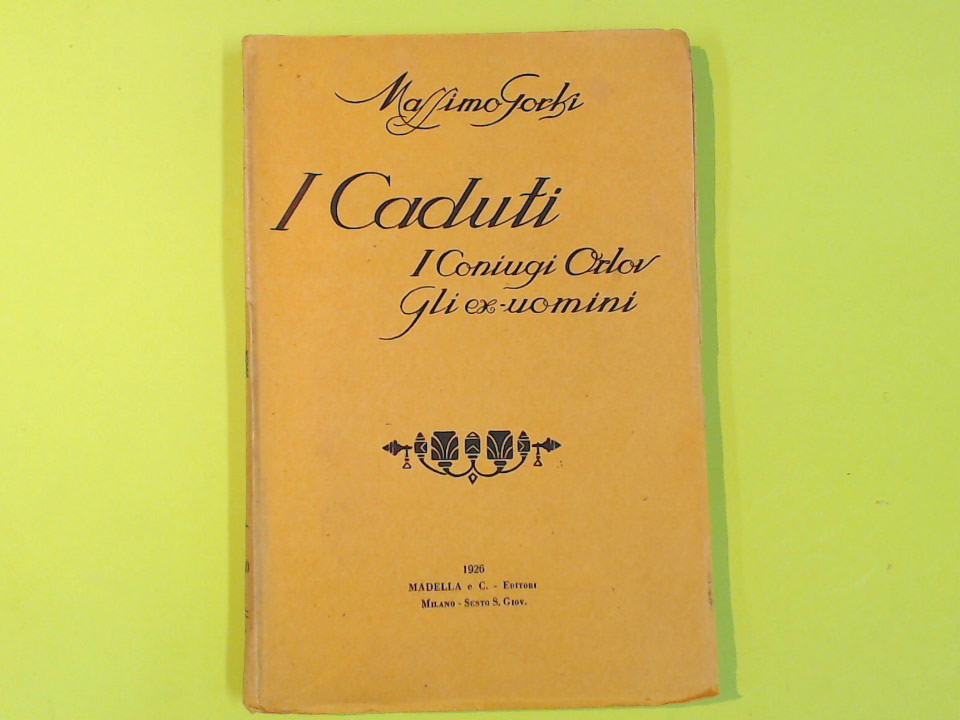 Massimo Gorki
I Caduti
I Coniugi Orlov
Gli ex-uomini
1926
MADELLA e C. - EDITORI
MILANO - SESTO S. GIOV.